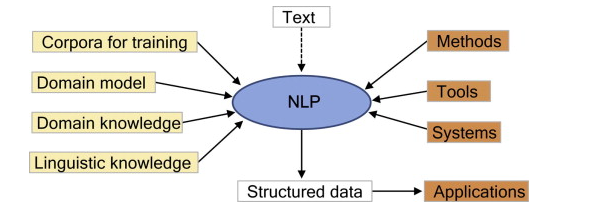 Text
Corpora for training
Methods
Domain model
Tools
NLP
Domain knowledge
Systems
Linguistic knowledge
Structured data
Applications